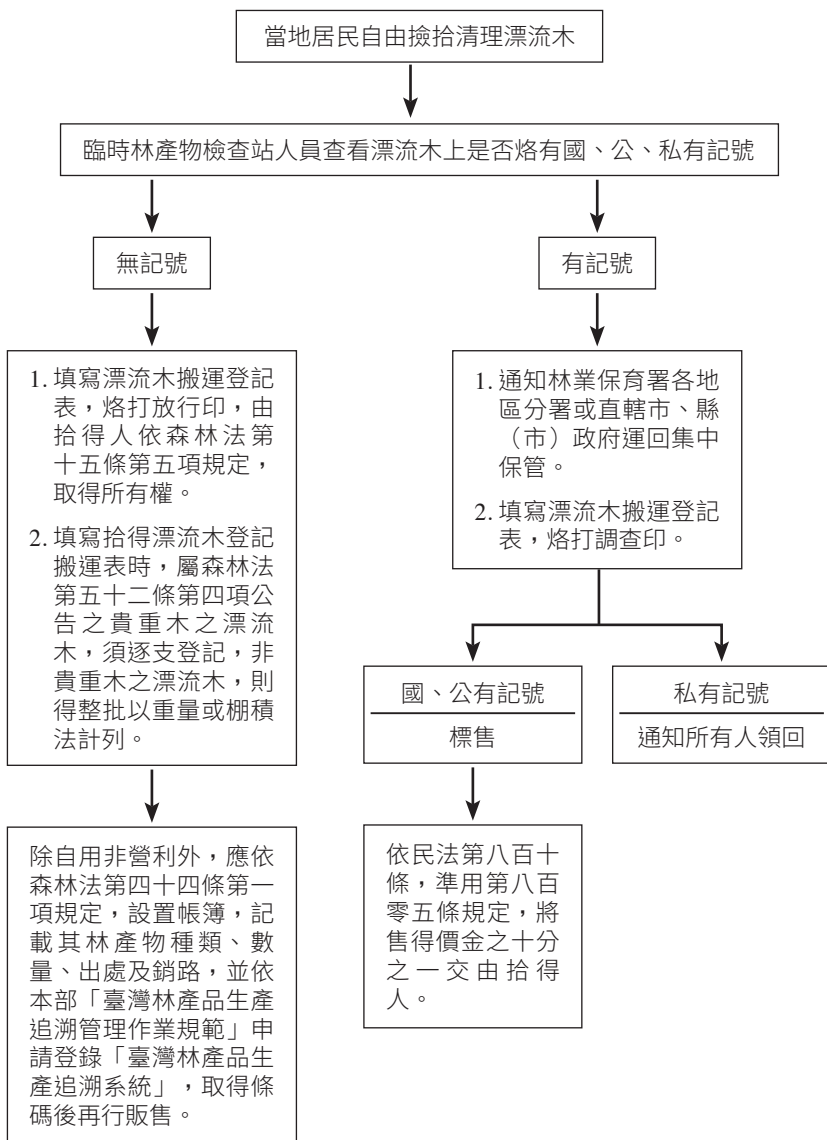 當地居民自由撿拾清理漂流木
臨時林產物檢查站人員查看漂流木上是否烙有國、公、私有記號
無記號
有記號
1. 填寫漂流木搬運登記
表，烙打放行印，由
拾得人依森林法第
十五條第五項規定，
取得所有權。
2. 填寫拾得漂流木登記
搬運表時，屬森林法
第五十二條第四項公
告之貴重木之漂流
木，須逐支登記，非
貴重木之漂流木，則
得整批以重量或棚積
法計列。
1. 通知林業保育署各地
區分署或直轄市、縣
（市）政府運回集中
保管。
2. 填寫漂流木搬運登記
表，烙打調查印。
國、公有記號
標售
私有記號
通知所有人領回
除自用非營利外，應依
森林法第四十四條第一
項規定，設置帳簿，記
載其林產物種類、數
量、出處及銷路，並依
本部「臺灣林產品生產
追溯管理作業規範」申
請登錄「臺灣林產品生
產追溯系統」，取得條
碼後再行販售。
依民法第八百十
條，準用第八百
零五條規定，將
售得價金之十分
之一交由拾得
人。